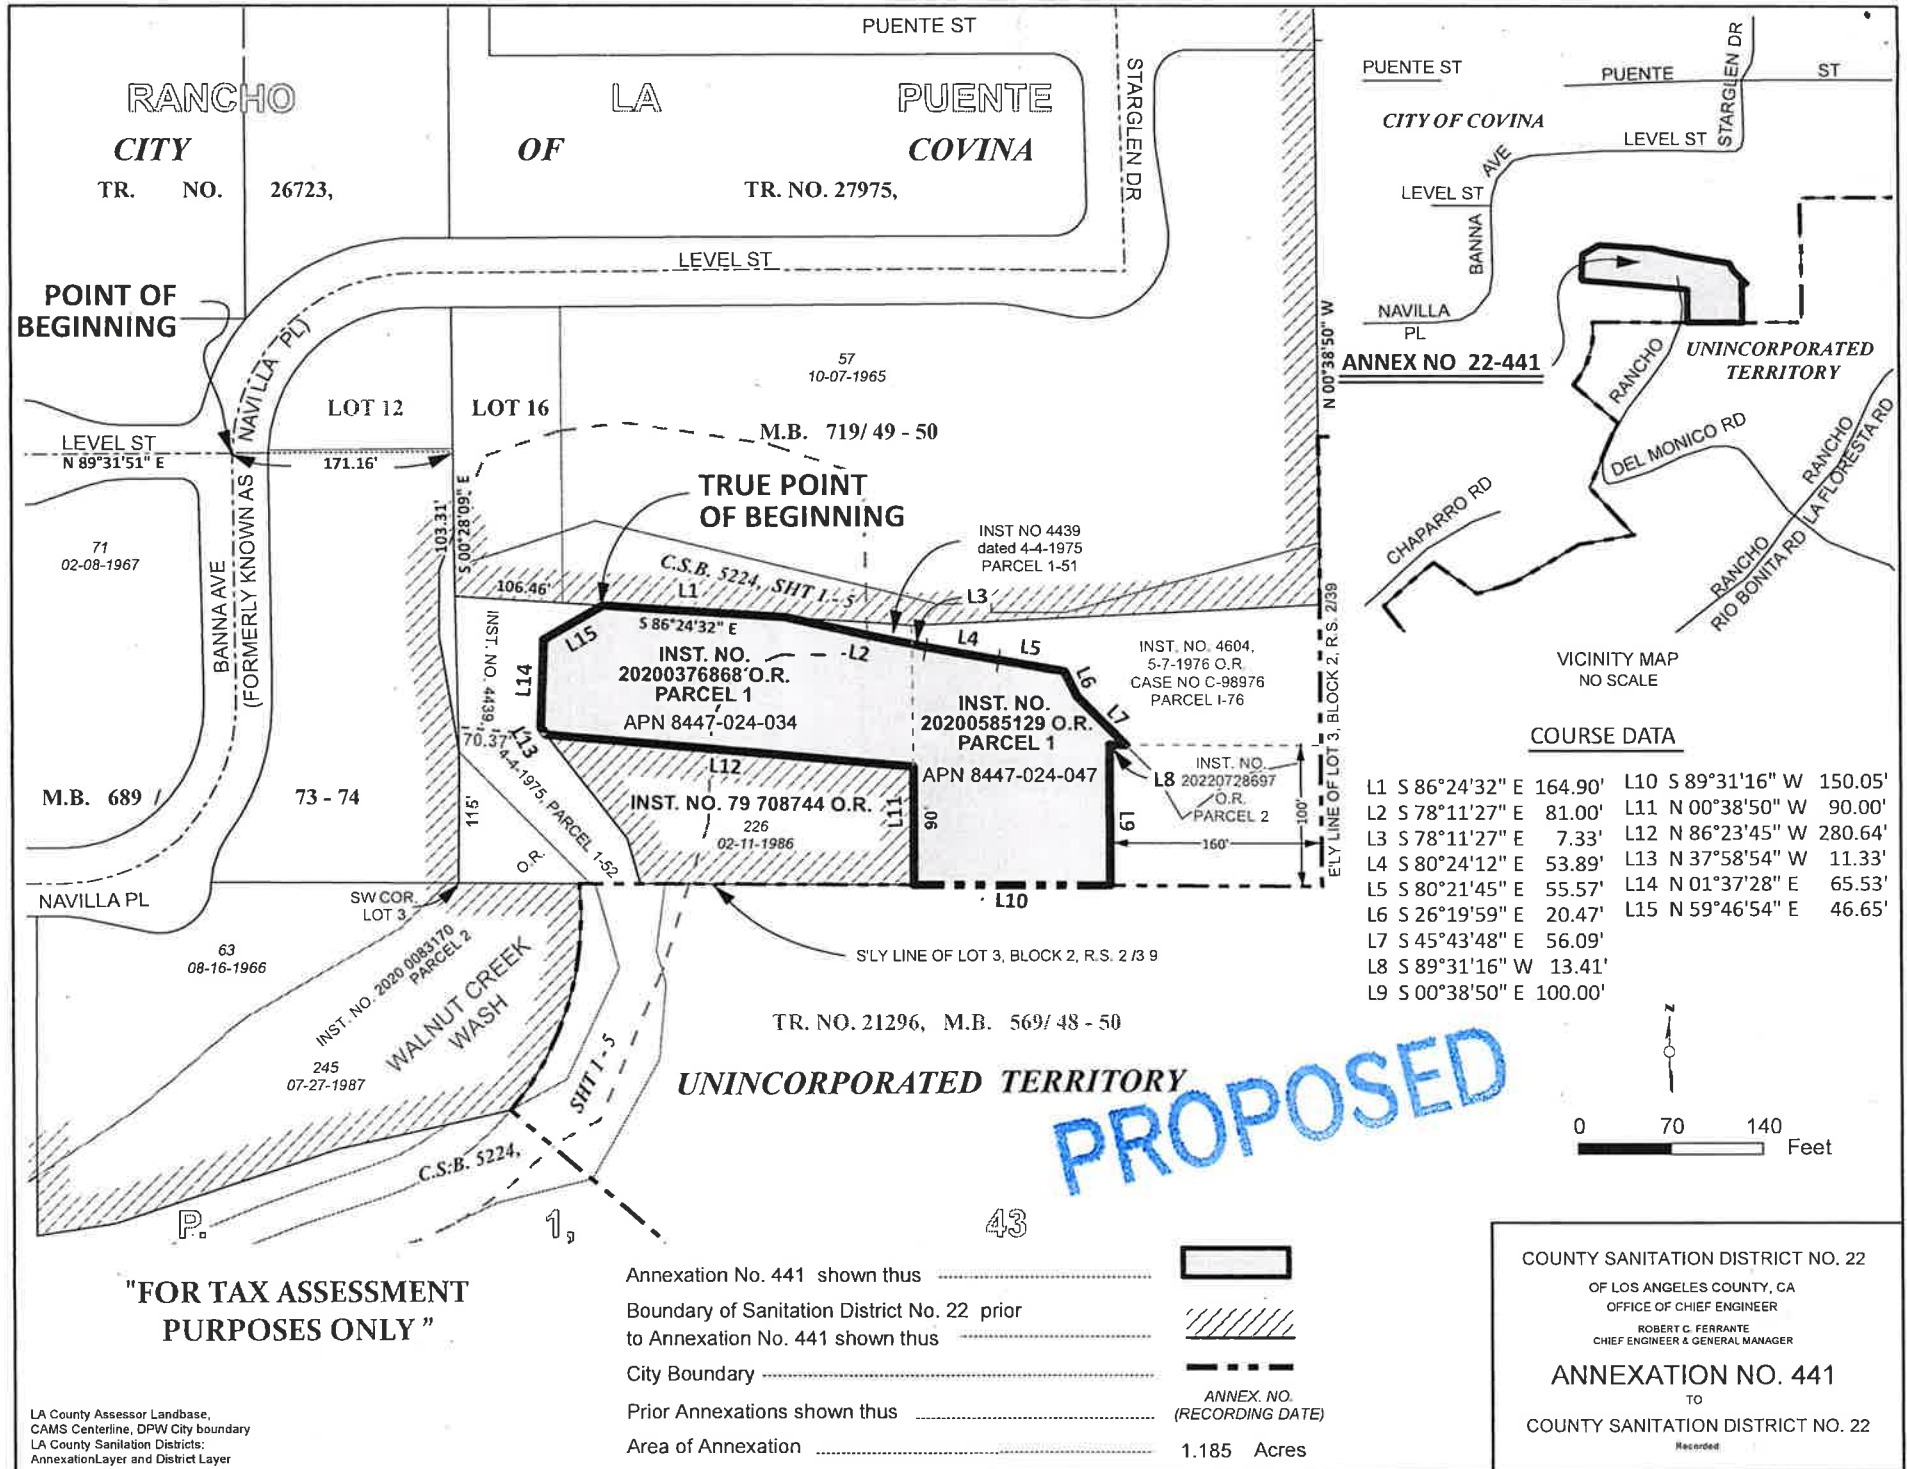 PUENTE ST
RANCHO LA PUENTE
CITY OF COVINA
TR. NO. 26723,
TR. NO. 27975,
STARGLEN DR
LEVEL ST
POINT OF
BEGINNING
NAVILLA PL)
57
10-07-1965
LOT 12
LOT 16
M.B. 719/ 49 - 50
LEVEL ST
N 89°31'51" E
171.16'
TRUE POINT
OF BEGINNING
103.31'
S 00°28'09" E
N 00°38'50" W
71
02-08-1967
BANNA AVE
(FORMERLY KNOWN AS
INST NO 4439
dated 4-4-1975
PARCEL 1-51
C.S.B. 5224, SHT 1 - 5
106.46'
L1
S 86°24'32" E
L3
L15
L14
L2
L4
L5
L6
L7
INST. NO.
20200376868 O.R.
PARCEL 1
APN 8447-024-034
INST. NO. 4604,
5-7-1976 O.R.
CASE NO C-98976
PARCEL I-76
INST. NO.
20200585129 O.R.
PARCEL 1
APN 8447-024-047
INST. NO. 4439,
4-4-1975, PARCEL 1-52
O.R.
70.37'
L13
L12
L8
INST. NO.
20220728697
O.R.
PARCEL 2
M.B. 689 /
73 - 74
115'
INST. NO. 79 708744 O.R.
226
02-11-1986
L11
90'
L9
160'
100'
E'LY LINE OF LOT 3, BLOCK 2, R.S. 2/39
NAVILLA PL
SW COR.
LOT 3
L10
S'LY LINE OF LOT 3, BLOCK 2, R.S. 2 /3 9
63
08-16-1966
INST. NO. 2020 0083170
PARCEL 2
WALNUT CREEK
WASH
245
07-27-1987
TR. NO. 21296, M.B. 569/ 48 - 50
UNINCORPORATED TERRITORY
SHT 1 - 5
C.S.B. 5224,
P. 1, 43
PROPOSED
PUENTE ST
PUENTE ST
STARGLEN DR
CITY OF COVINA
LEVEL ST
AVE
LEVEL ST
BANNA
NAVILLA
PL
ANNEX NO 22-441
UNINCORPORATED
TERRITORY
RANCHO
DEL MONICO RD
RANCHO
LA FLORESTA RD
CHAPARRO RD
RANCHO
RIO BONITA RD
VICINITY MAP
NO SCALE
COURSE DATA
L1 S 86°24'32" E 164.90'
L2 S 78°11'27" E 81.00'
L3 S 78°11'27" E 7.33'
L4 S 80°24'12" E 53.89'
L5 S 80°21'45" E 55.57'
L6 S 26°19'59" E 20.47'
L7 S 45°43'48" E 56.09'
L8 S 89°31'16" W 13.41'
L9 S 00°38'50" E 100.00'
L10 S 89°31'16" W 150.05'
L11 N 00°38'50" W 90.00'
L12 N 86°23'45" W 280.64'
L13 N 37°58'54" W 11.33'
L14 N 01°37'28" E 65.53'
L15 N 59°46'54" E 46.65'
N
0 70 140
Feet
"FOR TAX ASSESSMENT
PURPOSES ONLY "
LA County Assessor Landbase,
CAMS Centerline, DPW City boundary
LA County Sanitation Districts:
AnnexationLayer and District Layer
Annexation No. 441 shown thus
Boundary of Sanitation District No. 22 prior
to Annexation No. 441 shown thus
City Boundary
Prior Annexations shown thus
ANNEX. NO.
(RECORDING DATE)
Area of Annexation 1.185 Acres
COUNTY SANITATION DISTRICT NO. 22
OF LOS ANGELES COUNTY, CA
OFFICE OF CHIEF ENGINEER
ROBERT C. FERRANTE
CHIEF ENGINEER & GENERAL MANAGER
ANNEXATION NO. 441
TO
COUNTY SANITATION DISTRICT NO. 22
Recorded